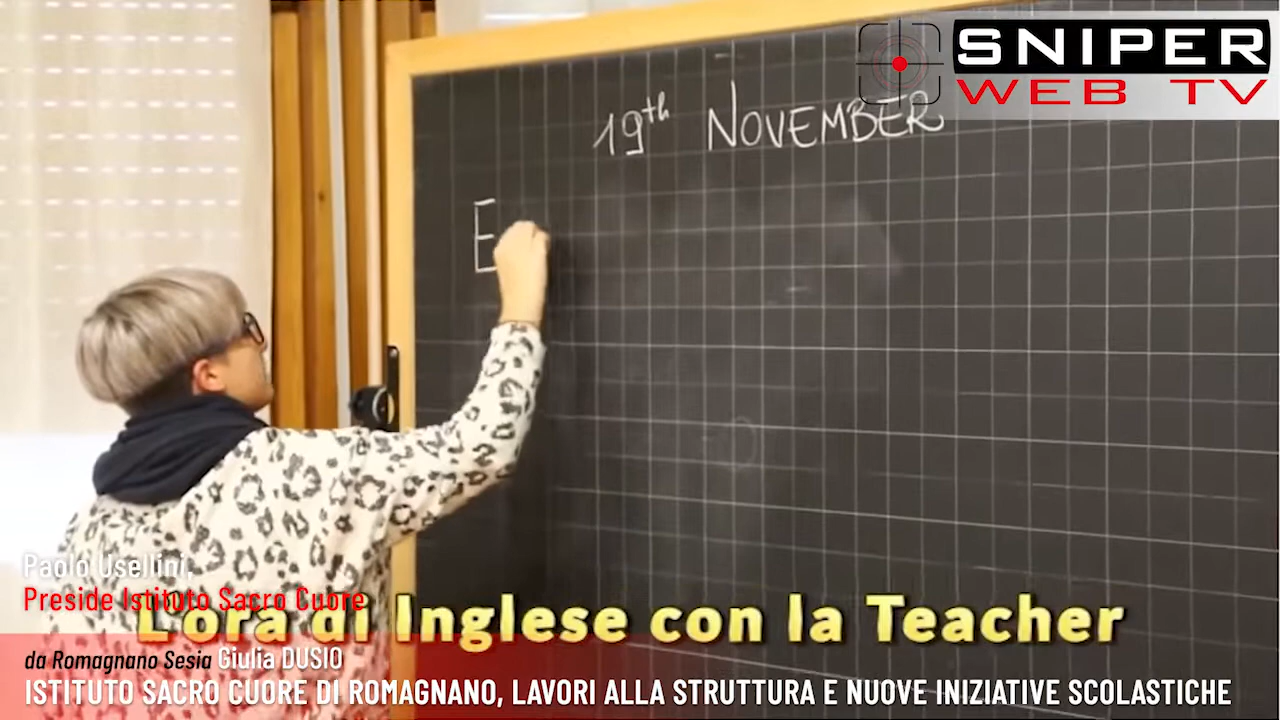 SNIPER
WEB TV
19th NOVEMBER
E
Paolo Usellini,
Preside Istituto Sacro Cuore
L'ora di Inglese con la Teacher
da Romagnano Sesia Giulia DUSIO
ISTITUTO SACRO CUORE DI ROMAGNANO, LAVORI ALLA STRUTTURA E NUOVE INIZIATIVE SCOLASTICHE